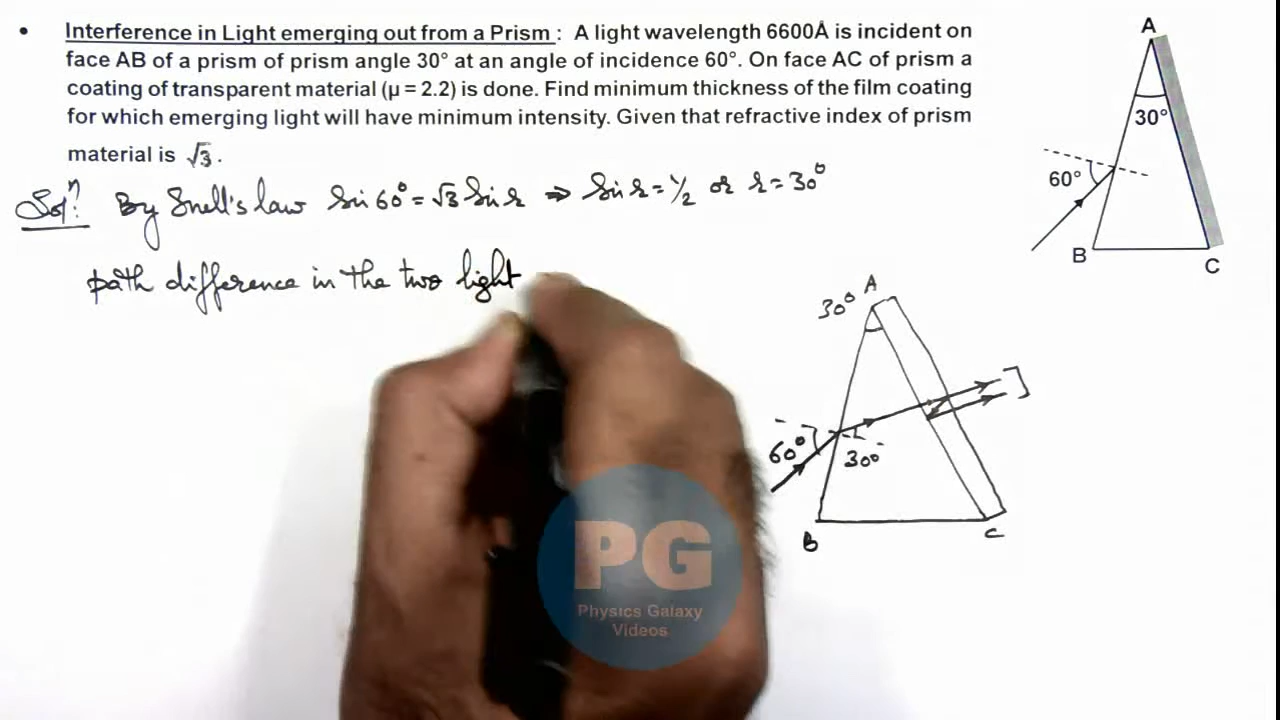 • Interference in Light emerging out from a Prism : A light wavelength 6600Å is incident on
face AB of a prism of prism angle 30° at an angle of incidence 60°. On face AC of prism a
coating of transparent material (μ = 2.2) is done. Find minimum thickness of the film coating
for which emerging light will have minimum intensity. Given that refractive index of prism
material is √3 .
Solⁿ: By Snell's law Sin 60° = √3 Sin r ⇒ Sin r = 1/2 or r = 30°
path difference in the two light
A
30°
60°
B
C
30° A
60°
30°
B
C
PG
Physics Galaxy
Videos